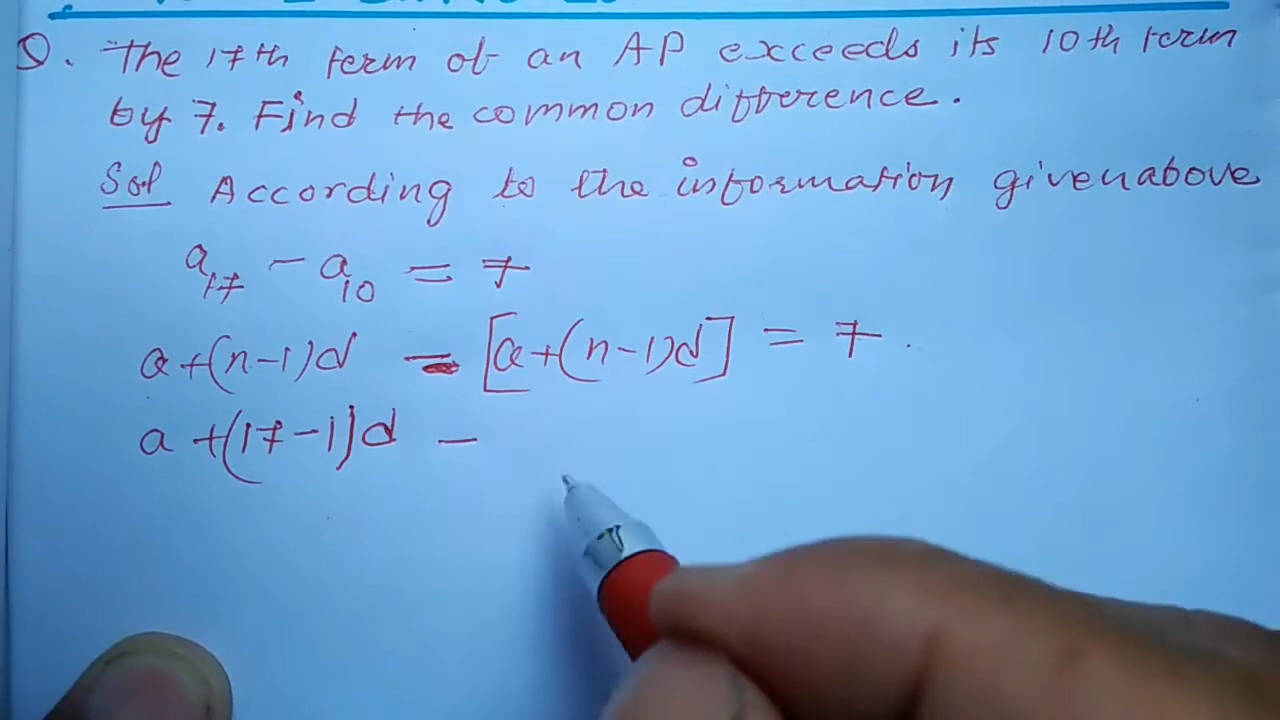 Q. The 17th term of an AP exceeds its 10th term
by 7. Find the common difference.
Sol According to the information given above
a₁₇ - a₁₀ = 7
a+(n-1)d - [a+(n-1)d] = 7
a+(17-1)d -